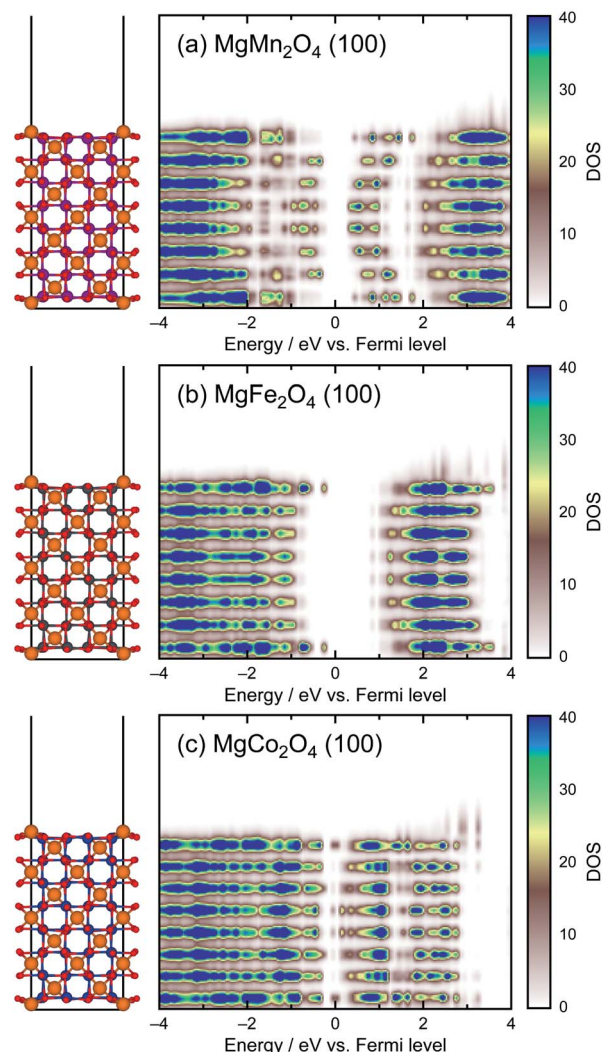 (a) MgMn₂O₄ (100)
40
30
20
10
0
DOS
−4 −2 0 2 4
Energy / eV vs. Fermi level
(b) MgFe₂O₄ (100)
40
30
20
10
0
DOS
−4 −2 0 2 4
Energy / eV vs. Fermi level
(c) MgCo₂O₄ (100)
40
30
20
10
0
DOS
−4 −2 0 2 4
Energy / eV vs. Fermi level